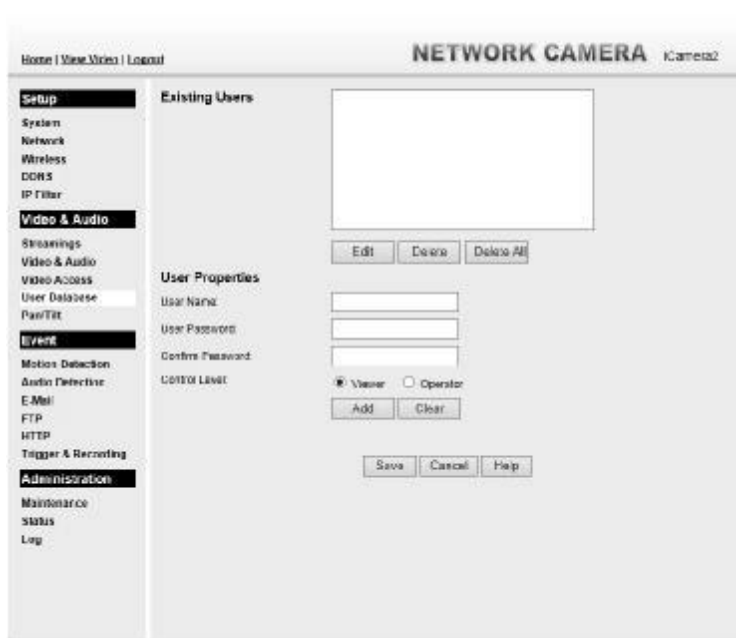 Home | View Video | Logout
NETWORK CAMERA iCamera2
Setup
System
Network
Wireless
DDNS
IP Filter
Video & Audio
Streamings
Video & Audio
Video Access
User Database
Pan/Tilt
Event
Motion Detection
Audio Detection
E-Mail
FTP
HTTP
Trigger & Recording
Administration
Maintenance
Status
Log
Existing Users
Edit Delete Delete All
User Properties
User Name:
User Password:
Confirm Password:
Control Level: Viewer Operator
Add Clear
Save Cancel Help